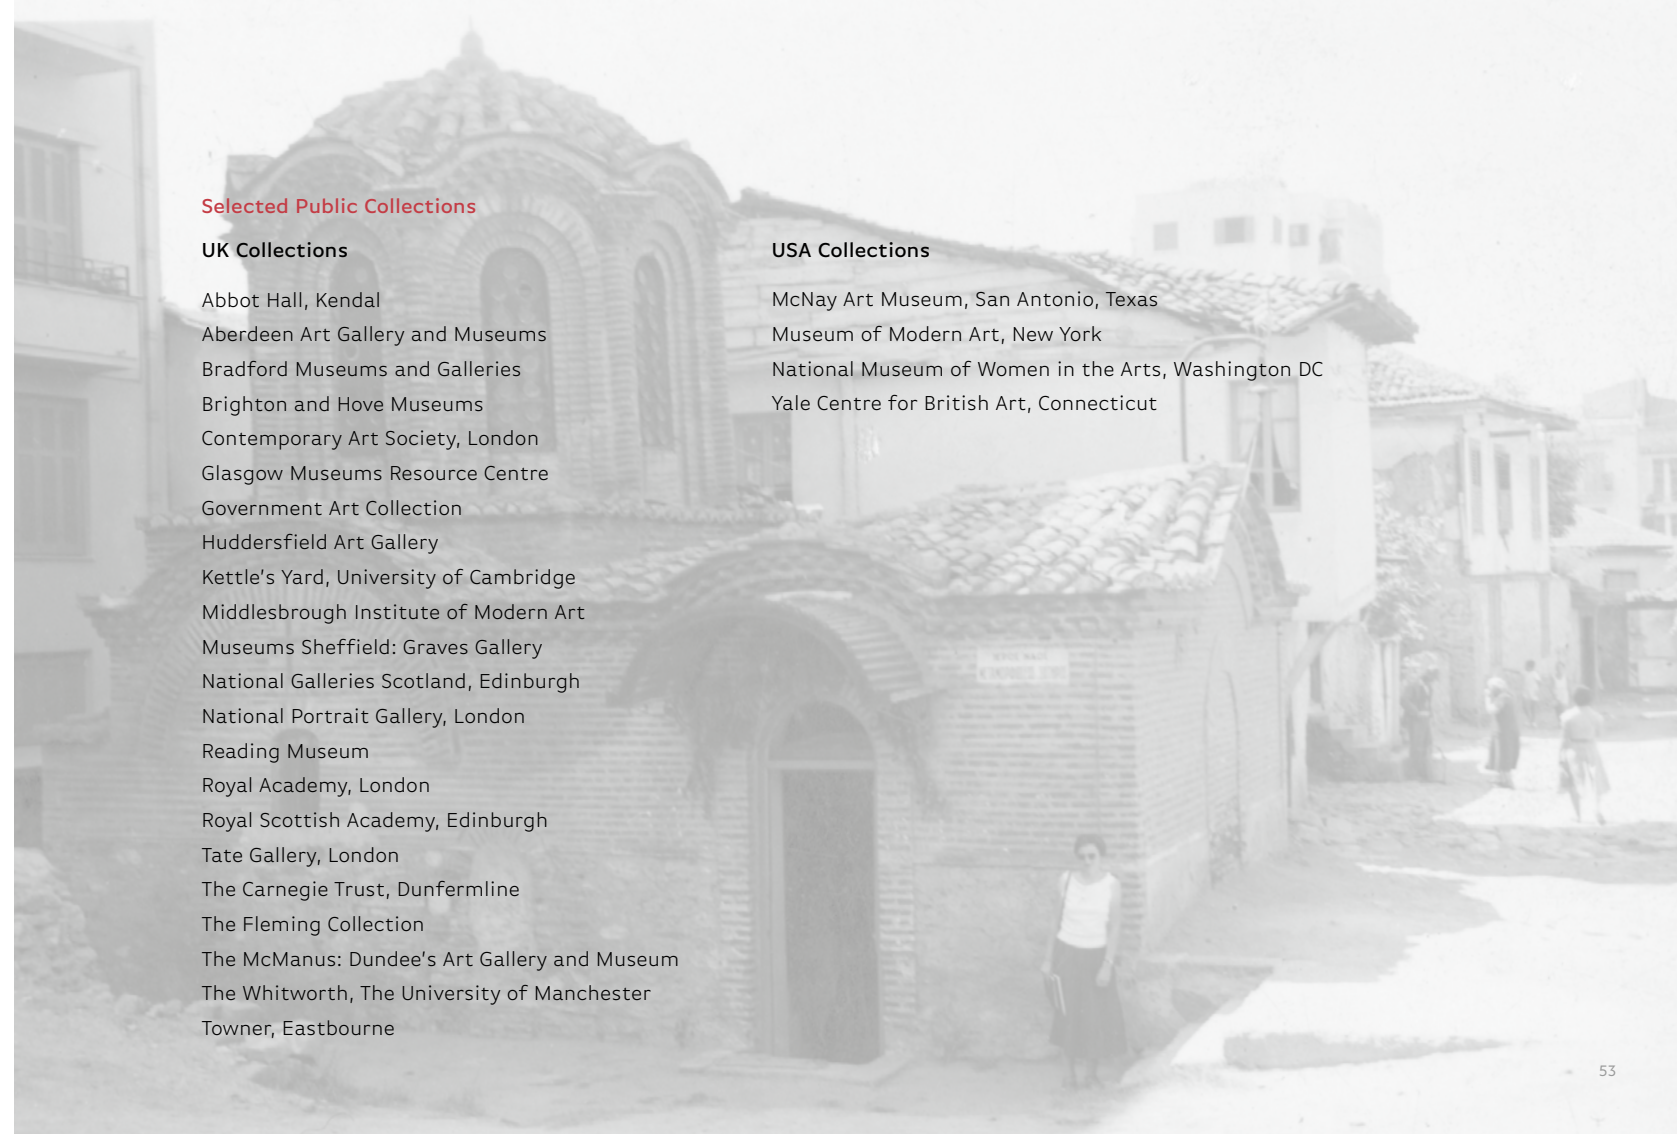 Selected Public Collections
UK Collections
Abbot Hall, Kendal
Aberdeen Art Gallery and Museums
Bradford Museums and Galleries
Brighton and Hove Museums
Contemporary Art Society, London
Glasgow Museums Resource Centre
Government Art Collection
Huddersfield Art Gallery
Kettle's Yard, University of Cambridge
Middlesbrough Institute of Modern Art
Museums Sheffield: Graves Gallery
National Galleries Scotland, Edinburgh
National Portrait Gallery, London
Reading Museum
Royal Academy, London
Royal Scottish Academy, Edinburgh
Tate Gallery, London
The Carnegie Trust, Dunfermline
The Fleming Collection
The McManus: Dundee's Art Gallery and Museum
The Whitworth, The University of Manchester
Towner, Eastbourne
USA Collections
McNay Art Museum, San Antonio, Texas
Museum of Modern Art, New York
National Museum of Women in the Arts, Washington DC
Yale Centre for British Art, Connecticut
53